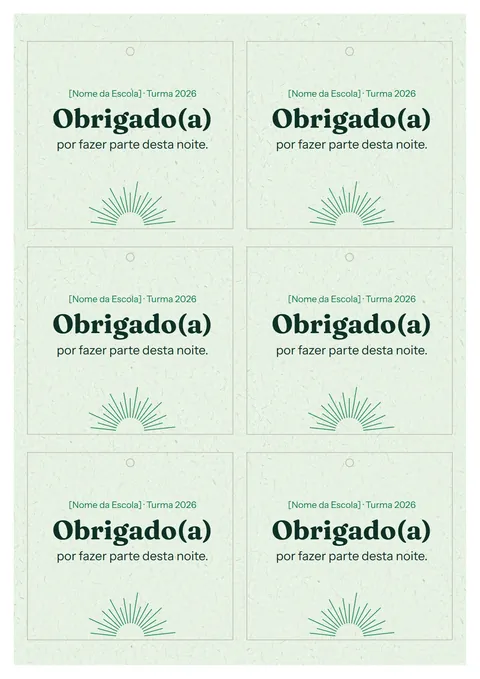 [Nome da Escola] · Turma 2026
Obrigado(a)
por fazer parte desta noite.
[Nome da Escola] · Turma 2026
Obrigado(a)
por fazer parte desta noite.
[Nome da Escola] · Turma 2026
Obrigado(a)
por fazer parte desta noite.
[Nome da Escola] · Turma 2026
Obrigado(a)
por fazer parte desta noite.
[Nome da Escola] · Turma 2026
Obrigado(a)
por fazer parte desta noite.
[Nome da Escola] · Turma 2026
Obrigado(a)
por fazer parte desta noite.